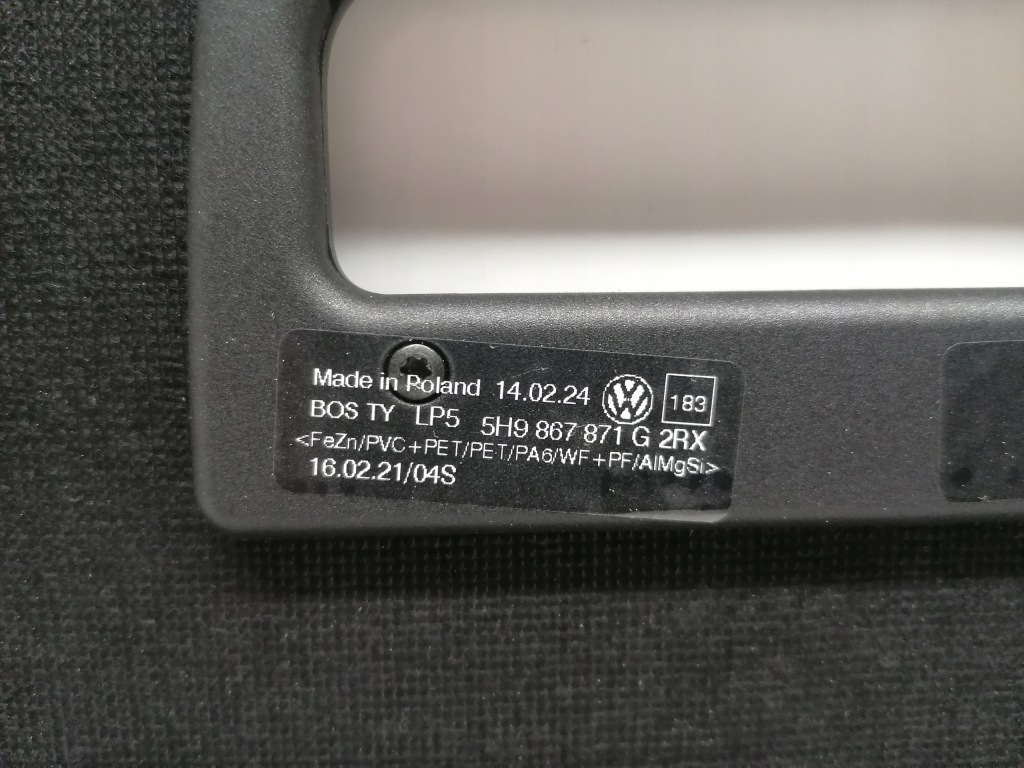 Made in Poland 14.02.24 VW 183
BOS TY LP5 5H9 867 871 G 2RX
<FeZn/PVC+PET/PET/PA6/WF+PF/AlMgSi>
16.02.21/04S